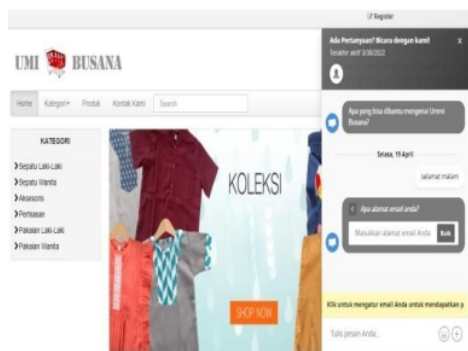 Register
UMI BUSANA
Home Kategori Produk Kontak Kami Search
KATEGORI
Sepatu Laki-Laki
Sepatu Wanita
Aksesoris
Perhiasan
Pakaian Laki-Laki
Pakaian Wanita
KOLEKSI
SHOP NOW
Ada Pertanyaan? Bicara dengan kami! X
Terakhir aktif 3/30/2022
Apa yang bisa dibantu mengenai Ummi
Busana?
Selasa, 19 April
selamat malam
Apa alamat email anda?
Masukkan alamat email Anda Baik
Klik untuk mengatur email Anda untuk mendapatkan p
Tulis pesan Anda...